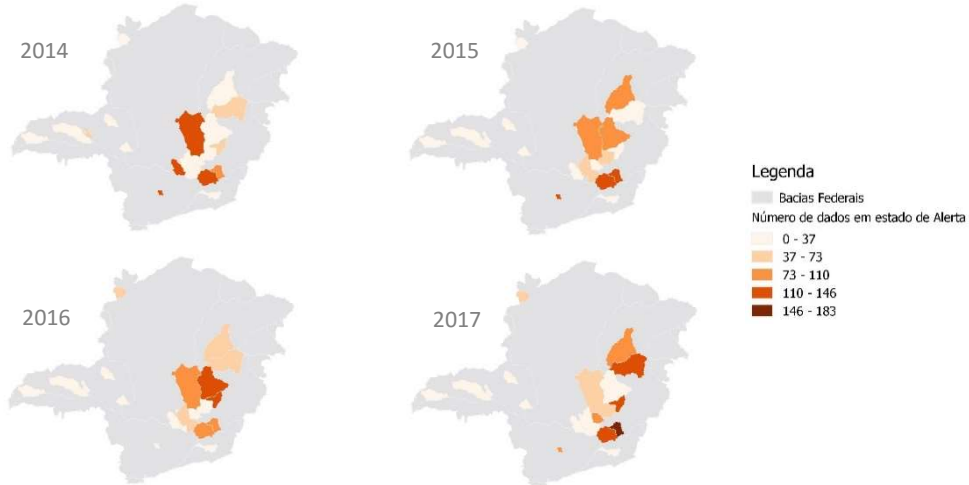 2014
2015
2016
2017
Legenda
Bacias Federais
Número de dados em estado de Alerta
0 - 37
37 - 73
73 - 110
110 - 146
146 - 183